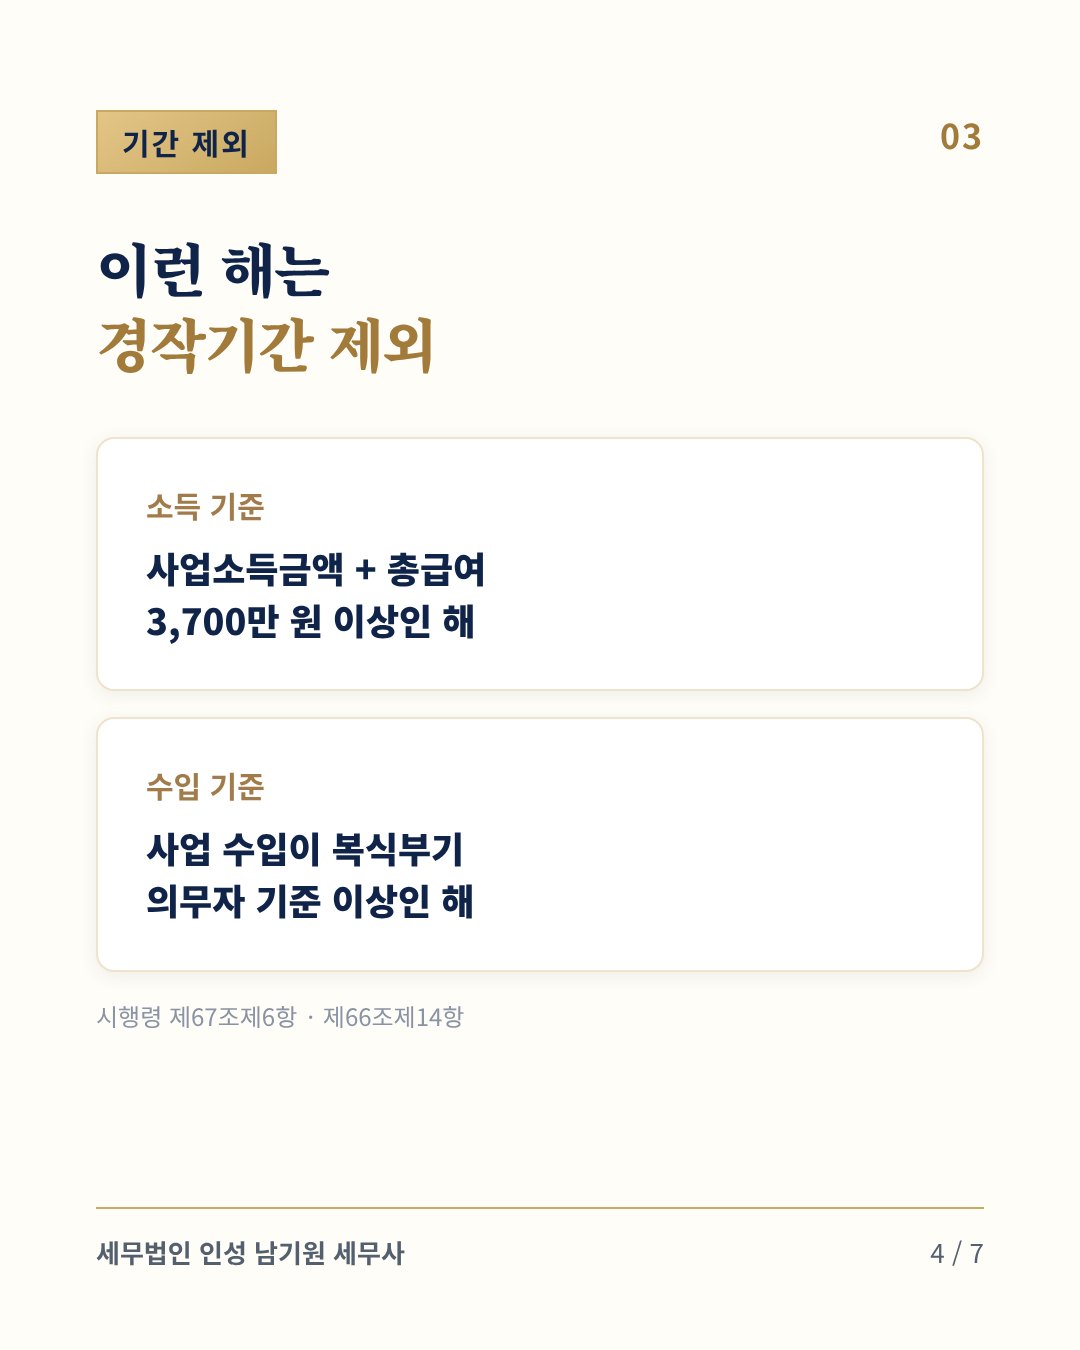 기간 제외
03
이런 해는
경작기간 제외
소득 기준
사업소득금액 + 총급여
3,700만 원 이상인 해
수입 기준
사업 수입이 복식부기
의무자 기준 이상인 해
시행령 제67조제6항 · 제66조제14항
세무법인 인성 남기원 세무사
4 / 7